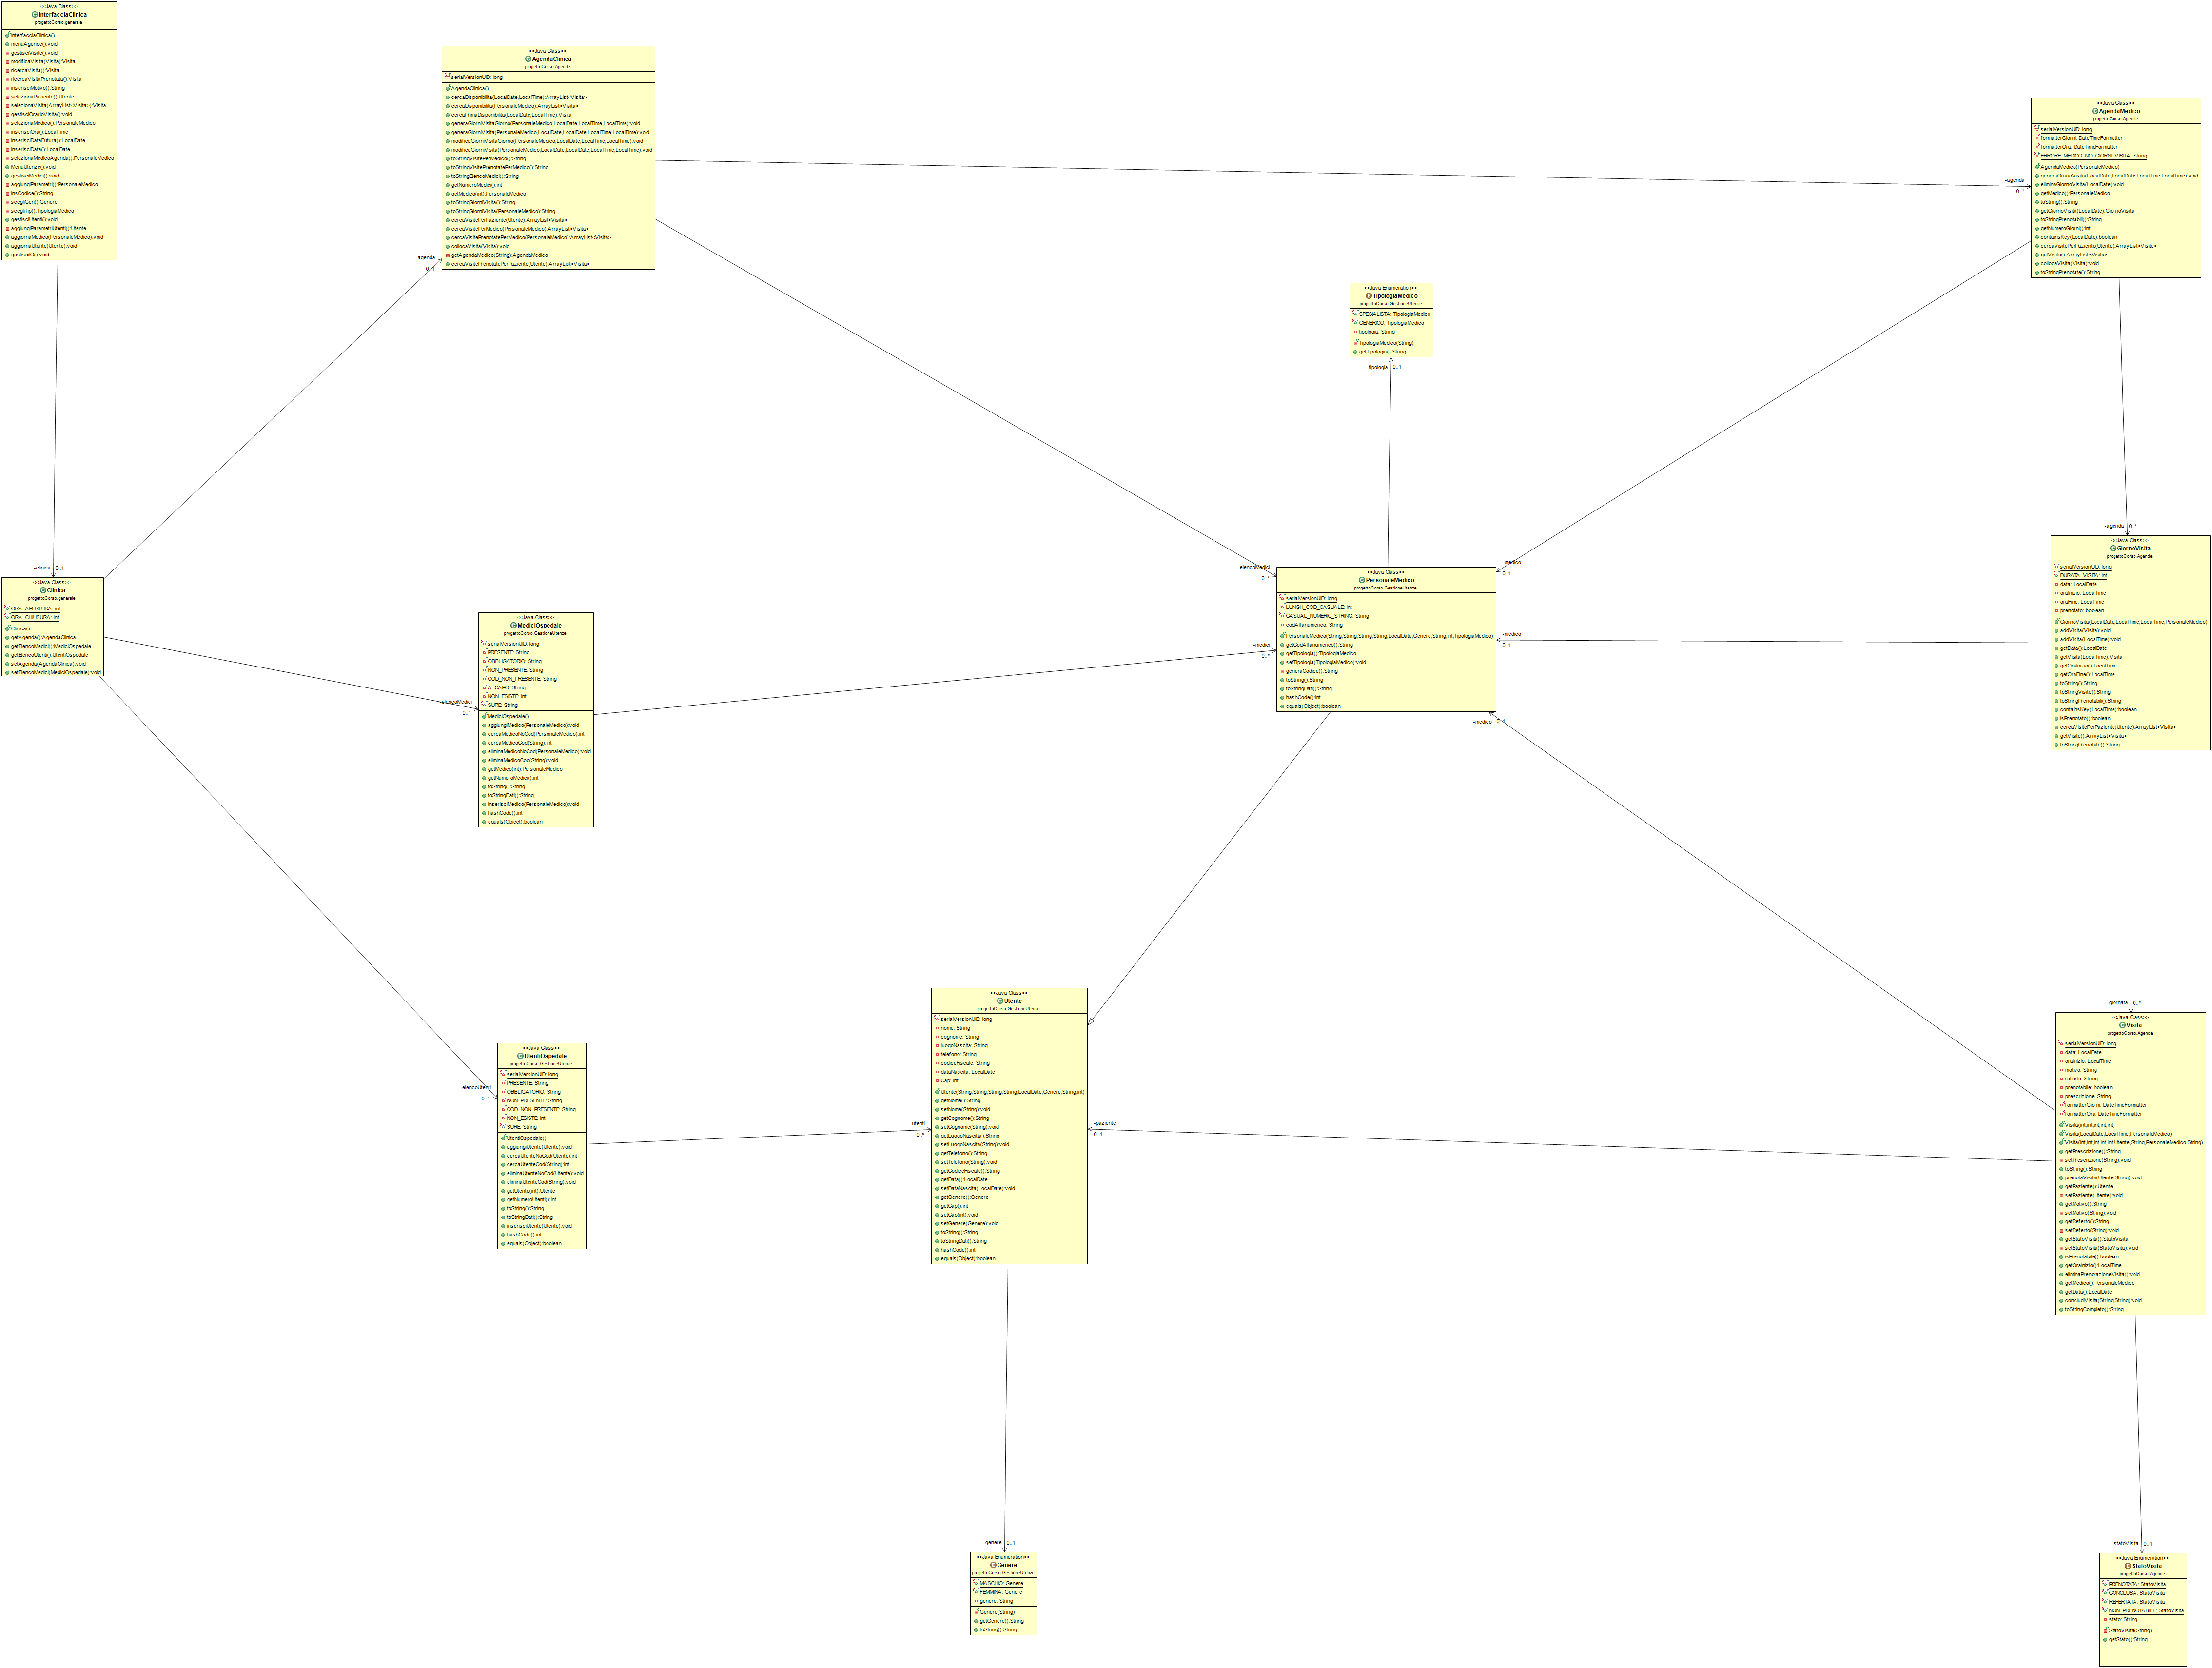 <<Java Class>>
InterfacciaClinica
progettoCorso.generale
InterfacciaClinica()
menuAgende():void
gestisciVisite():void
modificaVisita(Visita):Visita
ricercaVisita():Visita
ricercaVisitaPrenotata():Visita
inserisciMotivo():String
selezionaPaziente():Utente
selezionaVisita(ArrayList<Visita>):Visita
gestisciOrarioVisita():void
selezionaMedico():PersonaleMedico
inserisciOra():LocalTime
inserisciDataFutura():LocalDate
inserisciData():LocalDate
selezionaMedicoAgenda():PersonaleMedico
MenuUtenze():void
gestisciMedici():void
aggiungiParametri():PersonaleMedico
insCodice():String
scegliGen():Genere
scegliTip():TipologiaMedico
gestisciUtenti():void
aggiungiParametriUtenti():Utente
aggiornaMedico(PersonaleMedico):void
aggiornaUtente(Utente):void
gestisciIO():void
<<Java Class>>
AgendaClinica
progettoCorso.Agende
serialVersionUID: long
AgendaClinica()
cercaDisponibilita(LocalDate,LocalTime):ArrayList<Visita>
cercaDisponibilita(PersonaleMedico):ArrayList<Visita>
cercaPrimaDisponibilita(LocalDate,LocalTime):Visita
generaGiorniVisitaGiorno(PersonaleMedico,LocalDate,LocalTime,LocalTime):void
generaGiorniVisita(PersonaleMedico,LocalDate,LocalDate,LocalTime,LocalTime):void
modificaGiorniVisitaGiorno(PersonaleMedico,LocalDate,LocalTime,LocalTime):void
modificaGiorniVisita(PersonaleMedico,LocalDate,LocalDate,LocalTime,LocalTime):void
toStringVisitePerMedico():String
toStringVisitePrenotatePerMedico():String
toStringElencoMedico():String
getNumeroMedici():int
getMedico(int):PersonaleMedico
toStringGiorniVisita():String
toStringGiorniVisita(PersonaleMedico):String
cercaVisitePerPaziente(Utente):ArrayList<Visita>
cercaVisitePerMedico(PersonaleMedico):ArrayList<Visita>
cercaVisitePrenotatePerMedico(PersonaleMedico):ArrayList<Visita>
collocaVisita(Visita):void
getAgendaMedico(String):AgendaMedico
cercaVisitePrenotatePerPaziente(Utente):ArrayList<Visita>
<<Java Class>>
AgendaMedico
progettoCorso.Agende
serialVersionUID: long
formatterGiorni: DateTimeFormatter
formatterOra: DateTimeFormatter
ERRORE_MEDICO_NO_GIORNI_VISITA: String
AgendaMedico(PersonaleMedico)
generaOrarioVisita(LocalDate,LocalDate,LocalTime,LocalTime):void
eliminaGiornoVisita(LocalDate):void
getMedico():PersonaleMedico
toString():String
getGiornoVisita(LocalDate):GiornoVisita
toStringPrenotabili():String
getNumeroGiorni():int
containsKey(LocalDate):boolean
cercaVisitePerPaziente(Utente):ArrayList<Visita>
getVisite():ArrayList<Visita>
collocaVisita(Visita):void
toStringPrenotate():String
-agenda
0..*
-agenda
0..1
<<Java Enumeration>>
TipologiaMedico
progettoCorso.GestioneUtenze
SPECIALISTA: TipologiaMedico
GENERICO: TipologiaMedico
tipologia: String
TipologiaMedico(String)
getTipologia():String
-tipologia
0..1
-agenda
0..*
<<Java Class>>
GiornoVisita
progettoCorso.Agende
serialVersionUID: long
DURATA_VISITA: int
data: LocalDate
oraInizio: LocalTime
oraFine: LocalTime
prenotato: boolean
GiornoVisita(LocalDate,LocalTime,LocalTime,PersonaleMedico)
addVisita(Visita):void
addVisita(LocalTime):void
getData():LocalDate
getVisita(LocalTime):Visita
getOraInizio():LocalTime
getOraFine():LocalTime
toString():String
toStringVisite():String
toStringPrenotabili():String
containsKey(LocalTime):boolean
isPrenotato():boolean
cercaVisitePerPaziente(Utente):ArrayList<Visita>
getVisite():ArrayList<Visita>
toStringPrenotate():String
-clinica
0..1
<<Java Class>>
Clinica
progettoCorso.generale
ORA_APERTURA: int
ORA_CHIUSURA: int
Clinica()
getAgenda():AgendaClinica
getElencoMedici():MediciOspedale
getElencoUtenti():UtentiOspedale
setAgenda(AgendaClinica):void
setElencoMedici(MediciOspedale):void
-elencoMedici
0..*
-medico
0..1
<<Java Class>>
PersonaleMedico
progettoCorso.GestioneUtenze
serialVersionUID: long
LUNGH_COD_CASUALE: int
CASUAL_NUMERIC_STRING: String
codAlfanumerico: String
PersonaleMedico(String,String,String,String,LocalDate,Genere,String,int,TipologiaMedico)
getCodAlfanumerico():String
getTipologia():TipologiaMedico
setTipologia(TipologiaMedico):void
generaCodice():String
toString():String
toStringDati():String
hashCode():int
equals(Object):boolean
-medici
0..*
-medico
0..1
-medico
0..1
<<Java Class>>
MediciOspedale
progettoCorso.GestioneUtenze
serialVersionUID: long
PRESENTE: String
OBBLIGATORIO: String
NON_PRESENTE: String
COD_NON_PRESENTE: String
A_CAPO: String
NON_ESISTE: int
SURE: String
MediciOspedale()
aggiungiMedico(PersonaleMedico):void
cercaMedicoNoCod(PersonaleMedico):int
cercaMedicoCod(String):int
eliminaMedicoNoCod(PersonaleMedico):void
eliminaMedicoCod(String):void
getMedico(int):PersonaleMedico
getNumeroMedici():int
toString():String
toStringDati():String
inserisciMedico(PersonaleMedico):void
hashCode():int
equals(Object):boolean
-elencoMedici
0..1
<<Java Class>>
Utente
progettoCorso.GestioneUtenze
serialVersionUID: long
nome: String
cognome: String
luogoNascita: String
telefono: String
codiceFiscale: String
dataNascita: LocalDate
Cap: int
Utente(String,String,String,String,LocalDate,Genere,String,int)
getNome():String
setNome(String):void
getCognome():String
setCognome(String):void
getLuogoNascita():String
setLuogoNascita(String):void
getTelefono():String
setTelefono(String):void
getCodiceFiscale():String
getData():LocalDate
setDataNascita(LocalDate):void
getGenere():Genere
getCap():int
setCap(int):void
setGenere(Genere):void
toString():String
toStringDati():String
hashCode():int
equals(Object):boolean
-giornata
0..*
<<Java Class>>
Visita
progettoCorso.Agende
serialVersionUID: long
data: LocalDate
oraInizio: LocalTime
motivo: String
referto: String
prenotabile: boolean
prescrizione: String
formatterGiorni: DateTimeFormatter
formatterOra: DateTimeFormatter
Visita(int,int,int,int,int)
Visita(LocalDate,LocalTime,PersonaleMedico)
Visita(int,int,int,int,int,Utente,String,PersonaleMedico,String)
getPrescrizione():String
setPrescrizione(String):void
toString():String
prenotaVisita(Utente,String):void
getPaziente():Utente
setPaziente(Utente):void
getMotivo():String
setMotivo(String):void
getReferto():String
setReferto(String):void
getStatoVisita():StatoVisita
setStatoVisita(StatoVisita):void
isPrenotabile():boolean
getOraInizio():LocalTime
eliminaPrenotazioneVisita():void
getMedico():PersonaleMedico
getData():LocalDate
concludiVisita(String,String):void
toStringCompleto():String
<<Java Class>>
UtentiOspedale
progettoCorso.GestioneUtenze
serialVersionUID: long
PRESENTE: String
OBBLIGATORIO: String
NON_PRESENTE: String
COD_NON_PRESENTE: String
NON_ESISTE: int
SURE: String
UtentiOspedale()
aggiungiUtente(Utente):void
cercaUtenteNoCod(Utente):int
cercaUtenteCod(String):int
eliminaUtenteNoCod(Utente):void
eliminaUtenteCod(String):void
getUtente(int):Utente
getNumeroUtenti():int
toString():String
toStringDati():String
inserisciUtente(Utente):void
hashCode():int
equals(Object):boolean
-elencoUtenti
0..1
-utenti
0..*
-paziente
0..1
-genere
0..1
<<Java Enumeration>>
Genere
progettoCorso.GestioneUtenze
MASCHIO: Genere
FEMMINA: Genere
genere: String
Genere(String)
getGenere():String
toString():String
-statoVisita
0..1
<<Java Enumeration>>
StatoVisita
progettoCorso.Agende
PRENOTATA: StatoVisita
CONCLUSA: StatoVisita
REFERTATA: StatoVisita
NON_PRENOTABILE: StatoVisita
stato: String
StatoVisita(String)
getStato():String